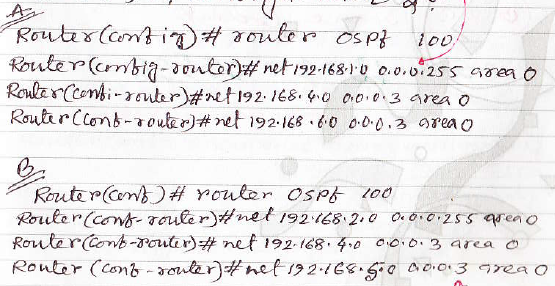 A.
Router(config)# router ospf 100
Router(config-router)# net 192.168.1.0 0.0.0.255 area 0
Router(confi-router)#net 192.168.4.0 0.0.0.3 area 0
Router(conf-router)# net 192.168.6.0 0.0.0.3 area 0
B.
Router(conf)# router ospf 100
Router(conf-router)#net 192.168.2.0 0.0.0.255 area 0
Router(conf-router)# net 192.168.4.0 0.0.0.3 area 0
Router(conf-router)# net 192.168.5.0 0.0.0.3 area 0